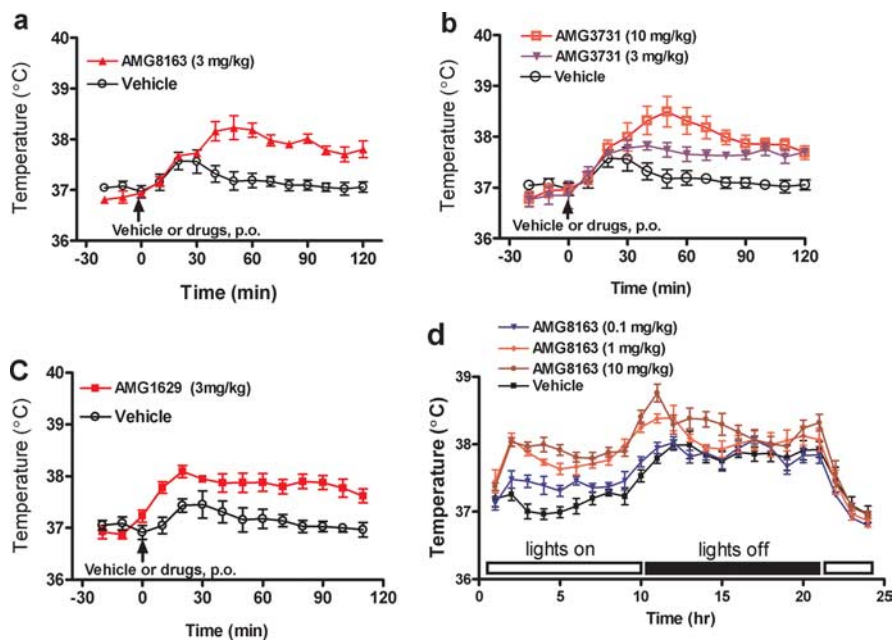 a
AMG8163 (3 mg/kg)
Vehicle
Temperature (°C)
40
39
38
37
36
Vehicle or drugs, p.o.
-30 0 30 60 90 120
Time (min)
b
AMG3731 (10 mg/kg)
AMG3731 (3 mg/kg)
Vehicle
Temperature (°C)
40
39
38
37
36
Vehicle or drugs, p.o.
-30 0 30 60 90 120
Time (min)
C
AMG1629 (3mg/kg)
Vehicle
Temperature (°C)
40
39
38
37
36
Vehicle or drugs, p.o.
-30 0 30 60 90 120
Time (min)
d
AMG8163 (0.1 mg/kg)
AMG8163 (1 mg/kg)
AMG8163 (10 mg/kg)
Vehicle
Temperature (°C)
39
38
37
36
lights on lights off
0 5 10 15 20 25
Time (hr)